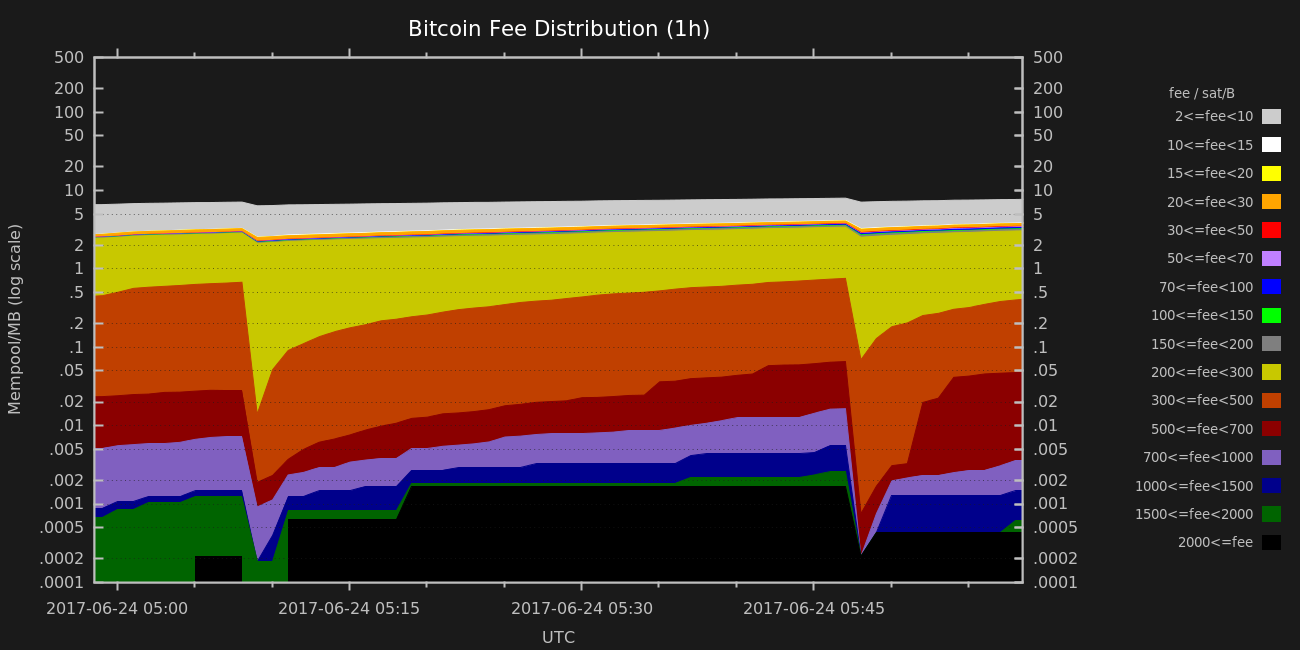 Bitcoin Fee Distribution (1h)
500
200
100
50
20
10
5
2
1
.5
.2
.1
.05
.02
.01
.005
.002
.001
.0005
.0002
.0001
Mempool/MB (log scale)
500
200
100
50
20
10
5
2
1
.5
.2
.1
.05
.02
.01
.005
.002
.001
.0005
.0002
.0001
2017-06-24 05:00
2017-06-24 05:15
2017-06-24 05:30
2017-06-24 05:45
UTC
fee / sat/B
2<=fee<10
10<=fee<15
15<=fee<20
20<=fee<30
30<=fee<50
50<=fee<70
70<=fee<100
100<=fee<150
150<=fee<200
200<=fee<300
300<=fee<500
500<=fee<700
700<=fee<1000
1000<=fee<1500
1500<=fee<2000
2000<=fee